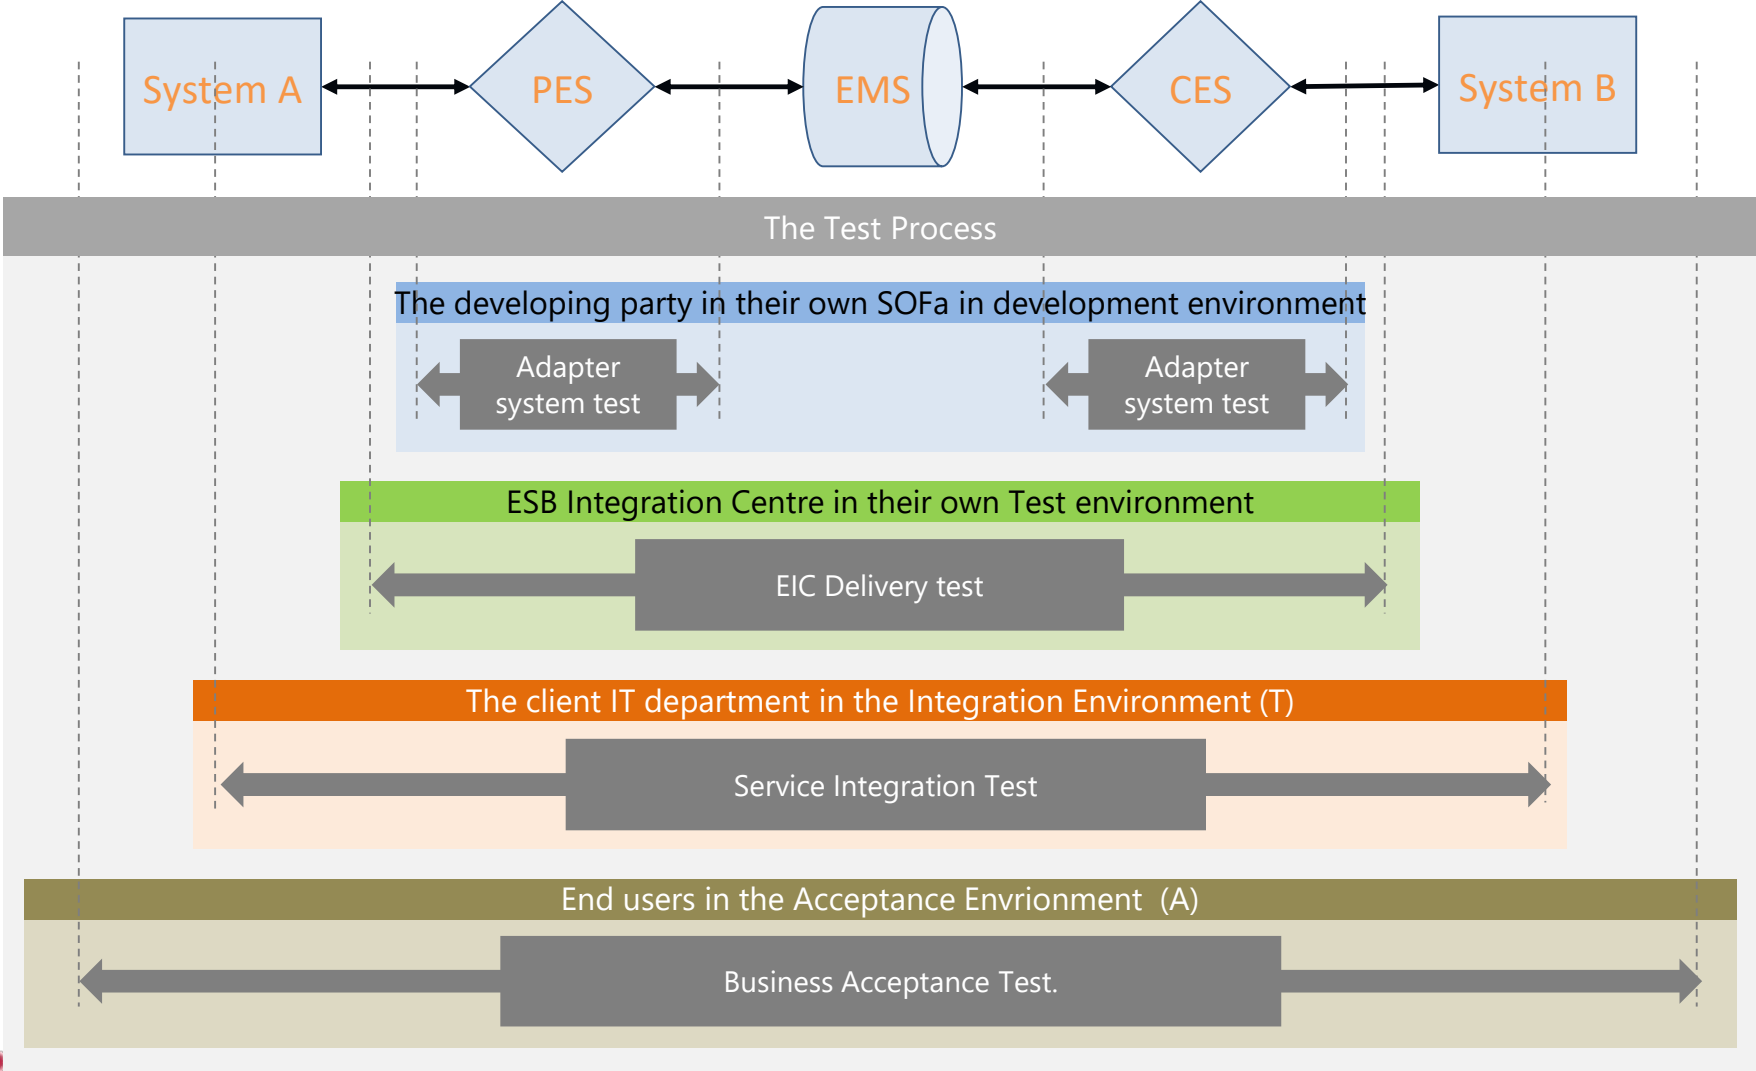 System A
PES
EMS
CES
System B
The Test Process
The developing party in their own SOFa in development environment
Adapter
system test
Adapter
system test
ESB Integration Centre in their own Test environment
EIC Delivery test
The client IT department in the Integration Environment (T)
Service Integration Test
End users in the Acceptance Envrionment (A)
Business Acceptance Test.